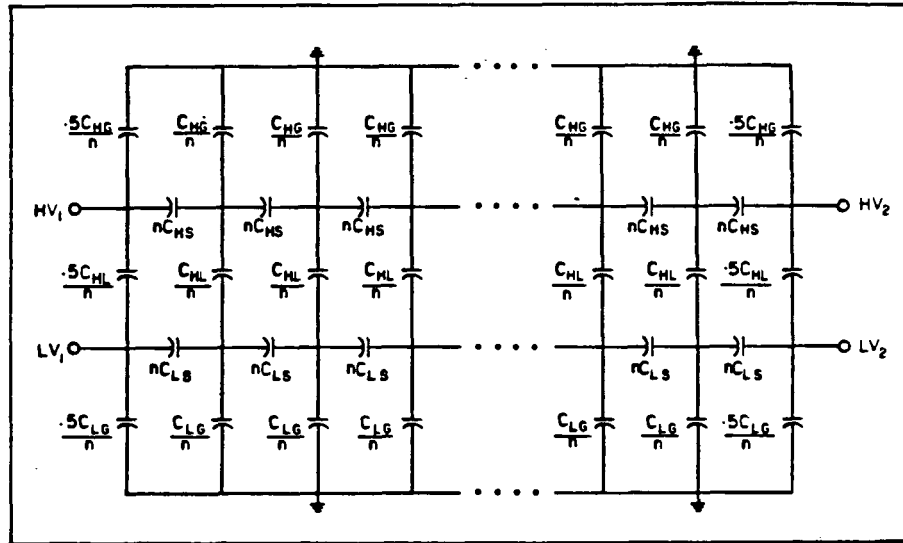 .5C_HG/n C_HG/n C_HG/n C_HG/n C_HG/n C_HG/n .5C_HG/n
HV₁ nC_HS nC_HS nC_HS nC_HS nC_HS HV₂
.5C_HL/n C_HL/n C_HL/n C_HL/n C_HL/n C_HL/n .5C_HL/n
LV₁ nC_LS nC_LS nC_LS nC_LS nC_LS LV₂
.5C_LG/n C_LG/n C_LG/n C_LG/n C_LG/n C_LG/n .5C_LG/n